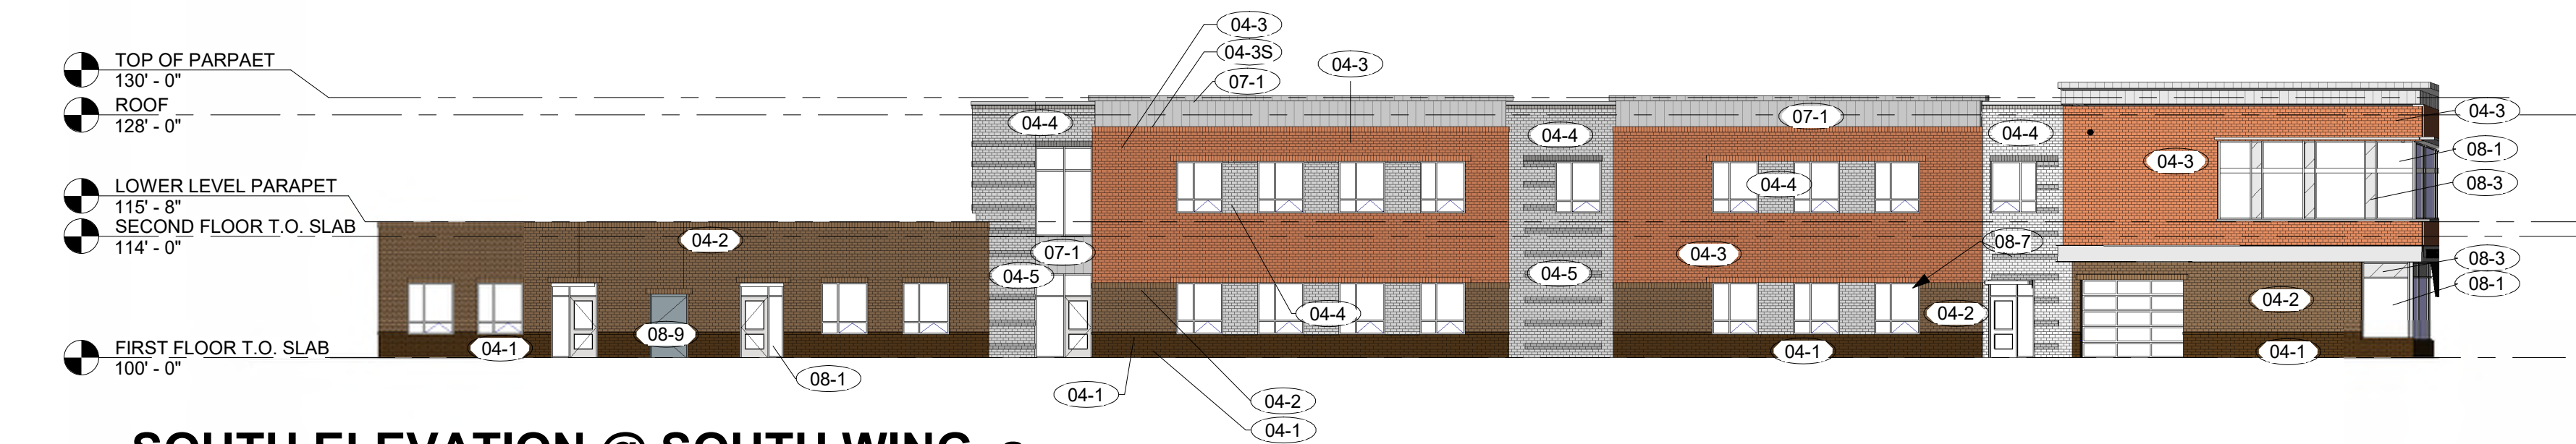 04-3
04-3S
04-3
TOP OF PARPAET
130' - 0"
07-1
ROOF
128' - 0"
04-4
07-1
04-4
04-4
04-3
04-3
08-1
04-4
08-3
LOWER LEVEL PARAPET
115' - 8"
SECOND FLOOR T.O. SLAB
114' - 0"
04-2
07-1
04-3
08-7
08-3
04-5
04-5
08-1
04-4
04-2
04-2
08-9
FIRST FLOOR T.O. SLAB
100' - 0"
04-1
04-1
04-1
08-1
04-1
04-2
04-1
SOUTH ELEVATION @ SOUTH WING